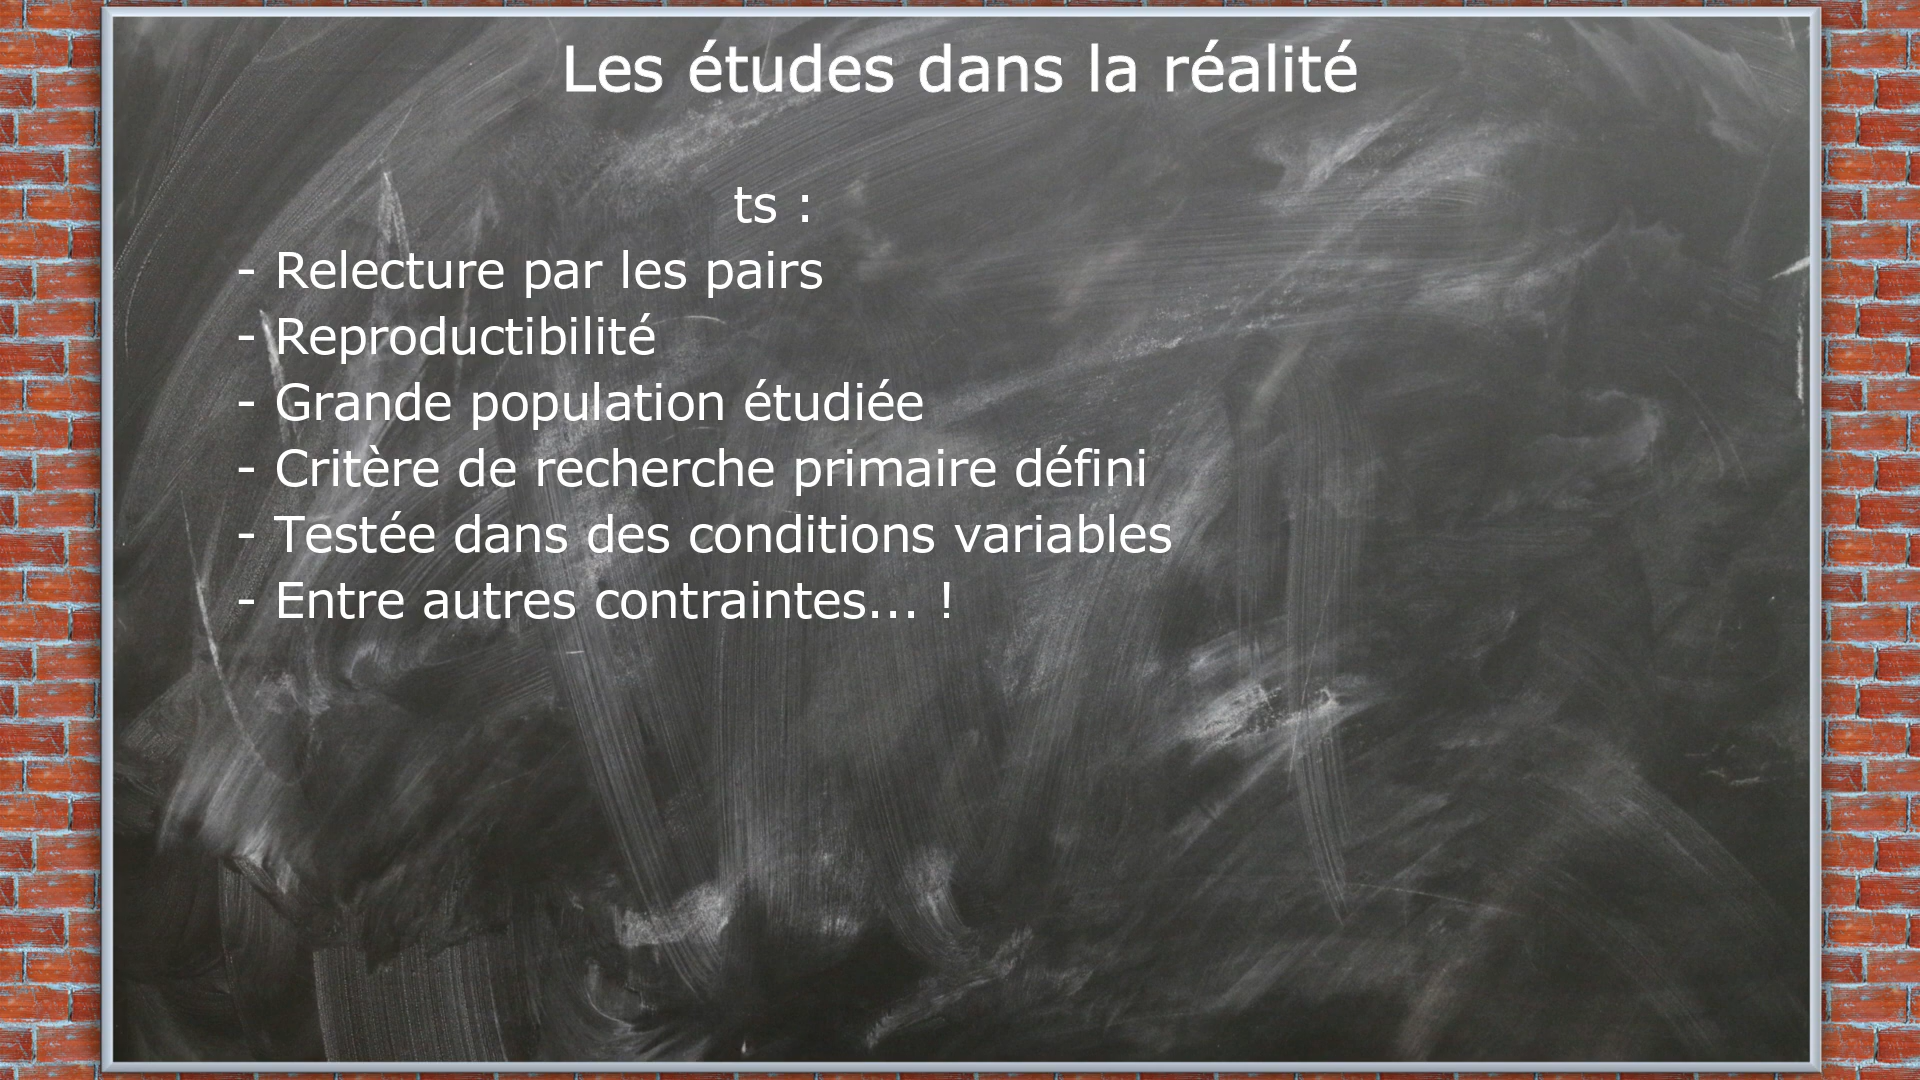 Les études dans la réalité
ts :
- Relecture par les pairs
- Reproductibilité
- Grande population étudiée
- Critère de recherche primaire défini
- Testée dans des conditions variables
- Entre autres contraintes... !